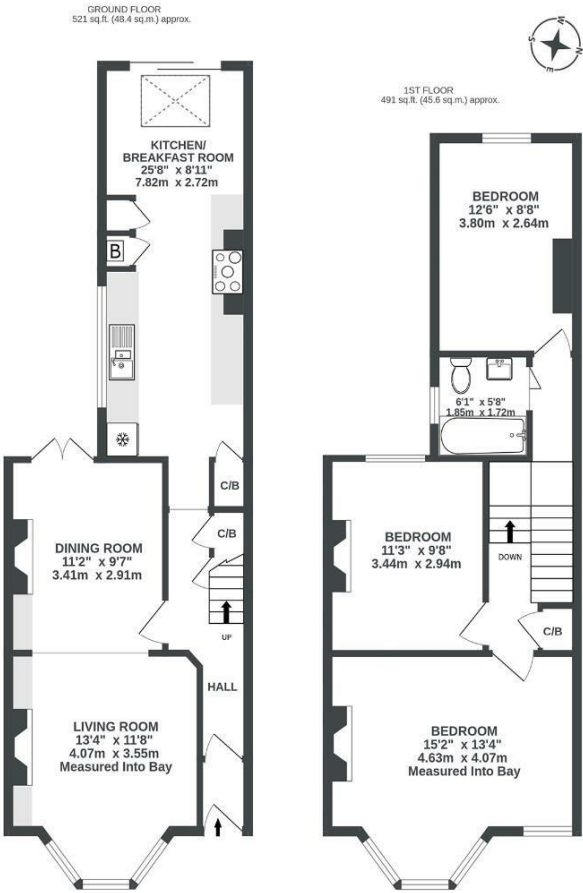 GROUND FLOOR
521 sq.ft. (48.4 sq.m.) approx.
KITCHEN/
BREAKFAST ROOM
25'8" x 8'11"
7.82m x 2.72m
B
C/B
C/B
DINING ROOM
11'2" x 9'7"
3.41m x 2.91m
UP
HALL
LIVING ROOM
13'4" x 11'8"
4.07m x 3.55m
Measured Into Bay
N
E
S
W
1ST FLOOR
491 sq.ft. (45.6 sq.m.) approx.
BEDROOM
12'6" x 8'8"
3.80m x 2.64m
6'1" x 5'8"
1.85m x 1.72m
BEDROOM
11'3" x 9'8"
3.44m x 2.94m
DOWN
C/B
BEDROOM
15'2" x 13'4"
4.63m x 4.07m
Measured Into Bay